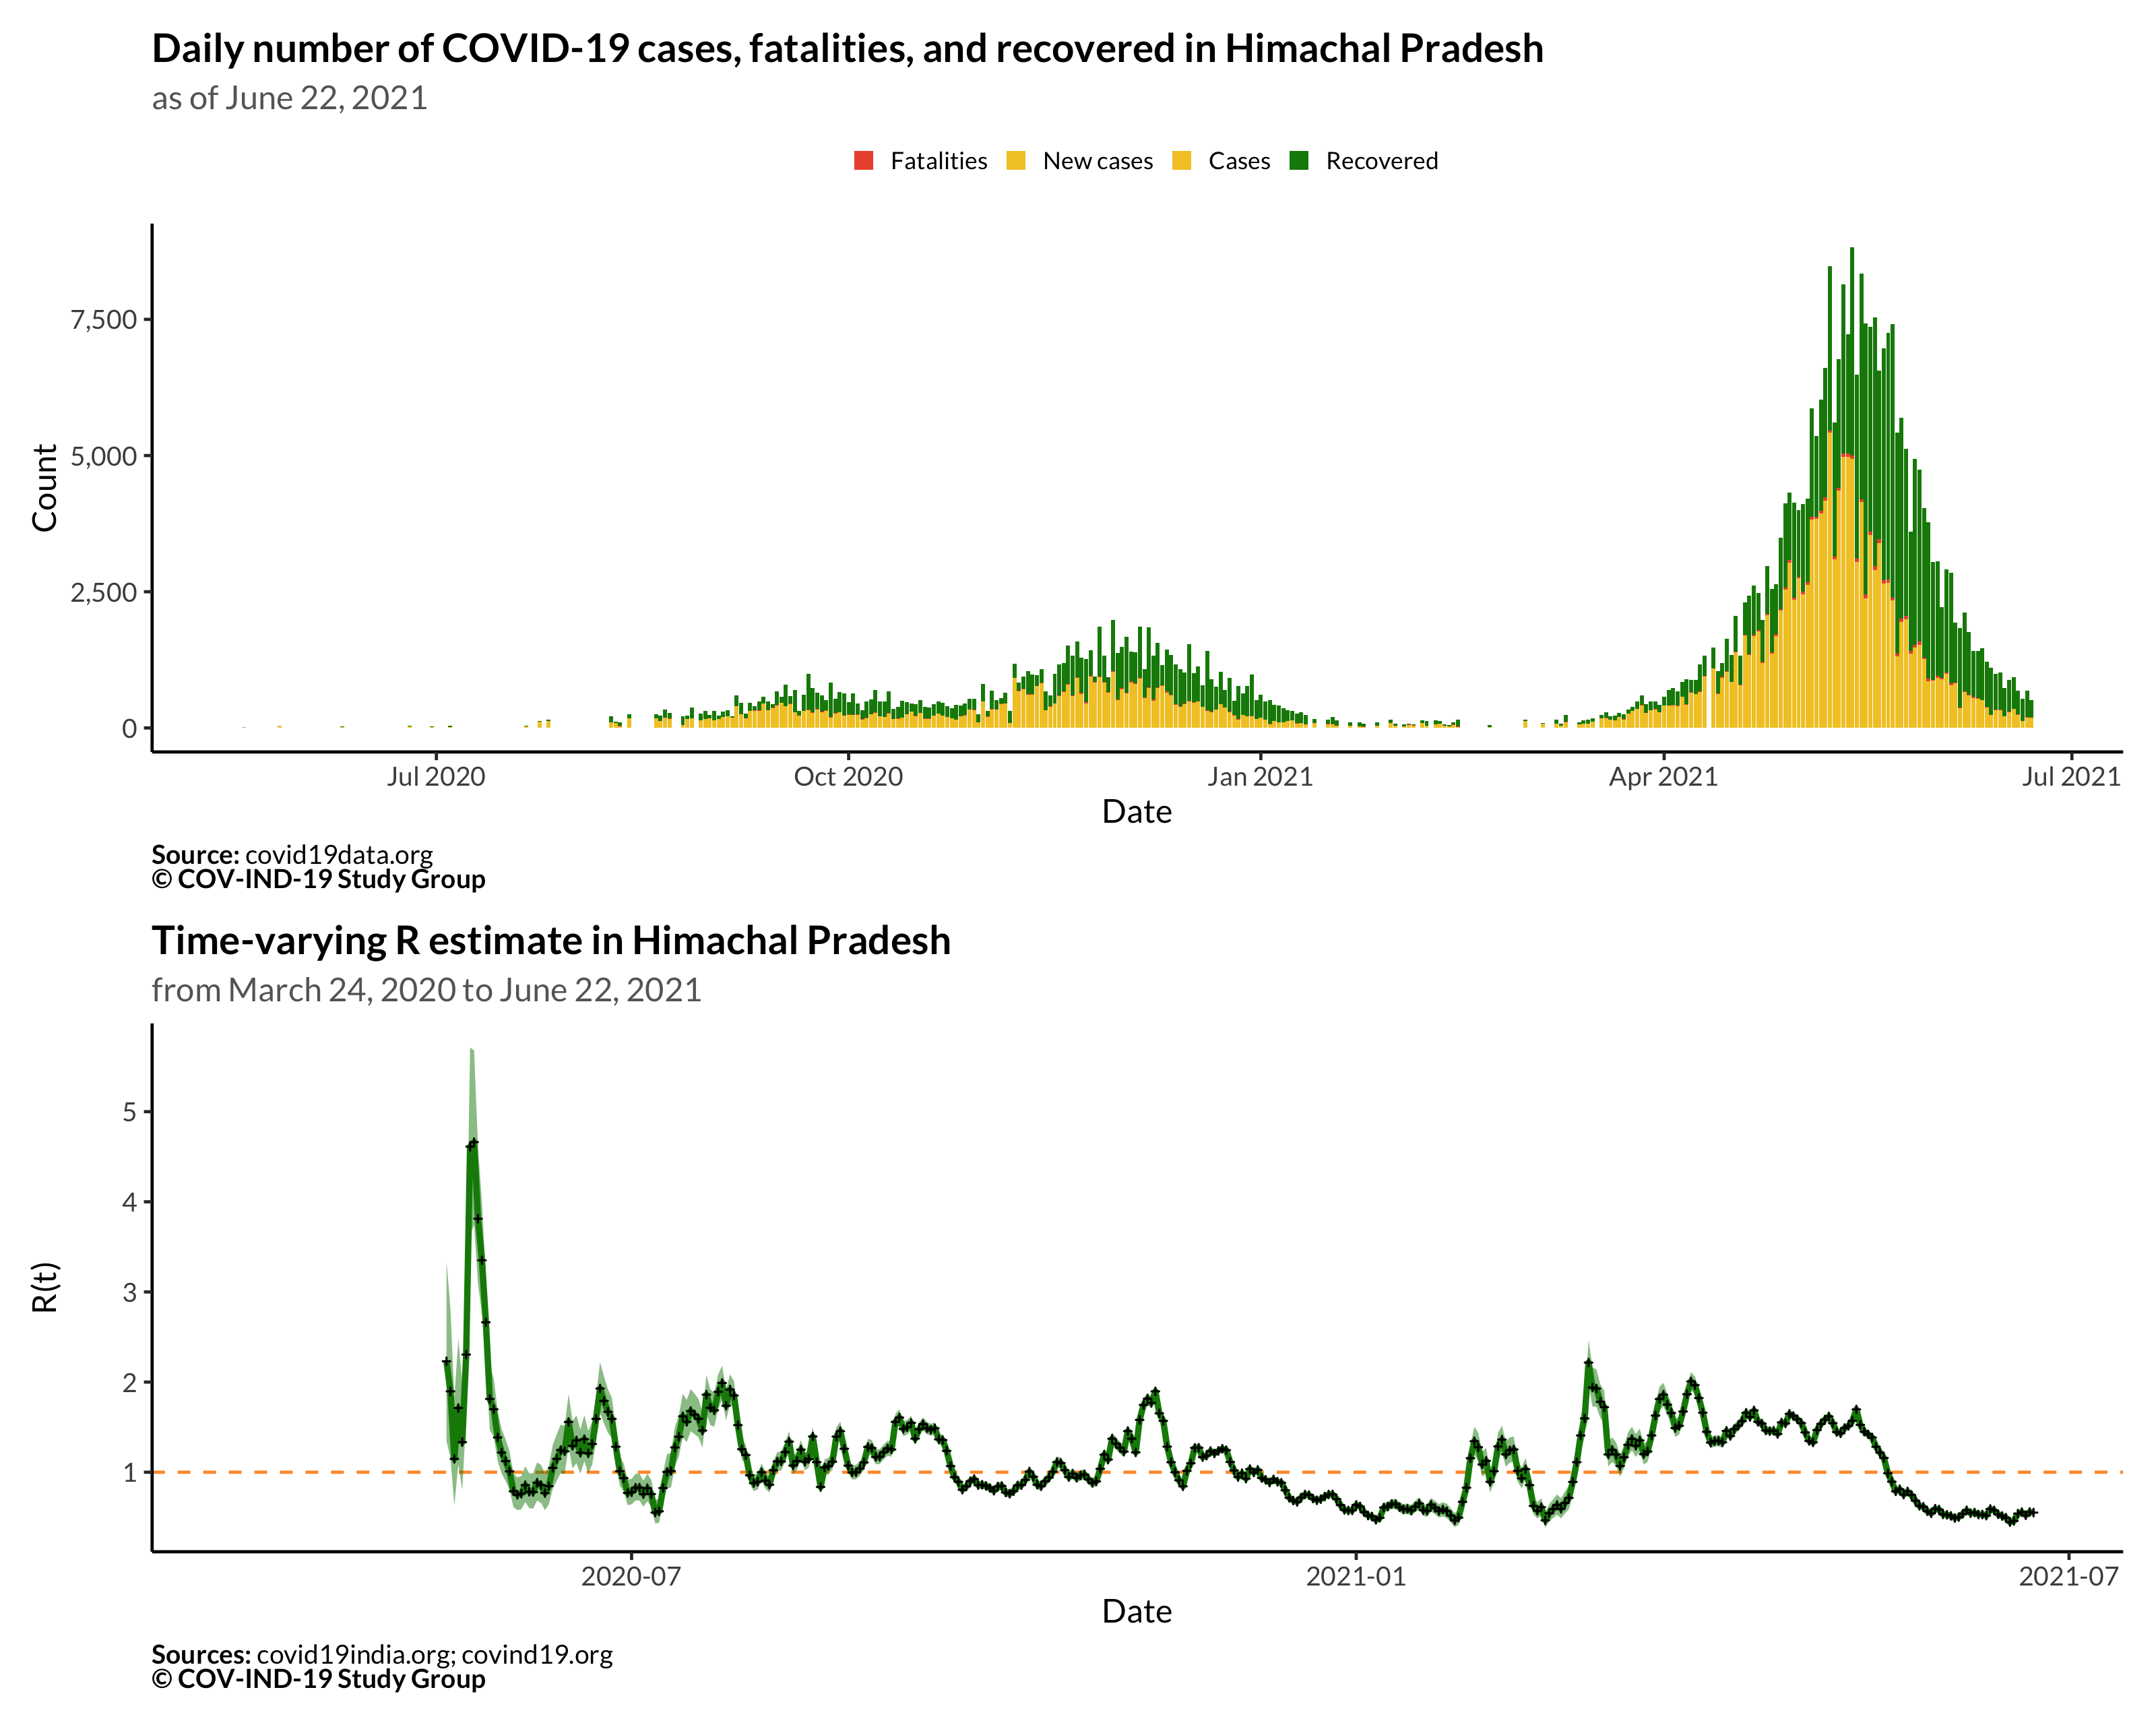 Daily number of COVID-19 cases, fatalities, and recovered in Himachal Pradesh
as of June 22, 2021
Fatalities New cases Cases Recovered
Count
7,500
5,000
2,500
0
Jul 2020 Oct 2020 Jan 2021 Apr 2021 Jul 2021
Date
Source: covid19data.org
© COV-IND-19 Study Group
Time-varying R estimate in Himachal Pradesh
from March 24, 2020 to June 22, 2021
R(t)
5
4
3
2
1
2020-07 2021-01 2021-07
Date
Sources: covid19india.org; covind19.org
© COV-IND-19 Study Group